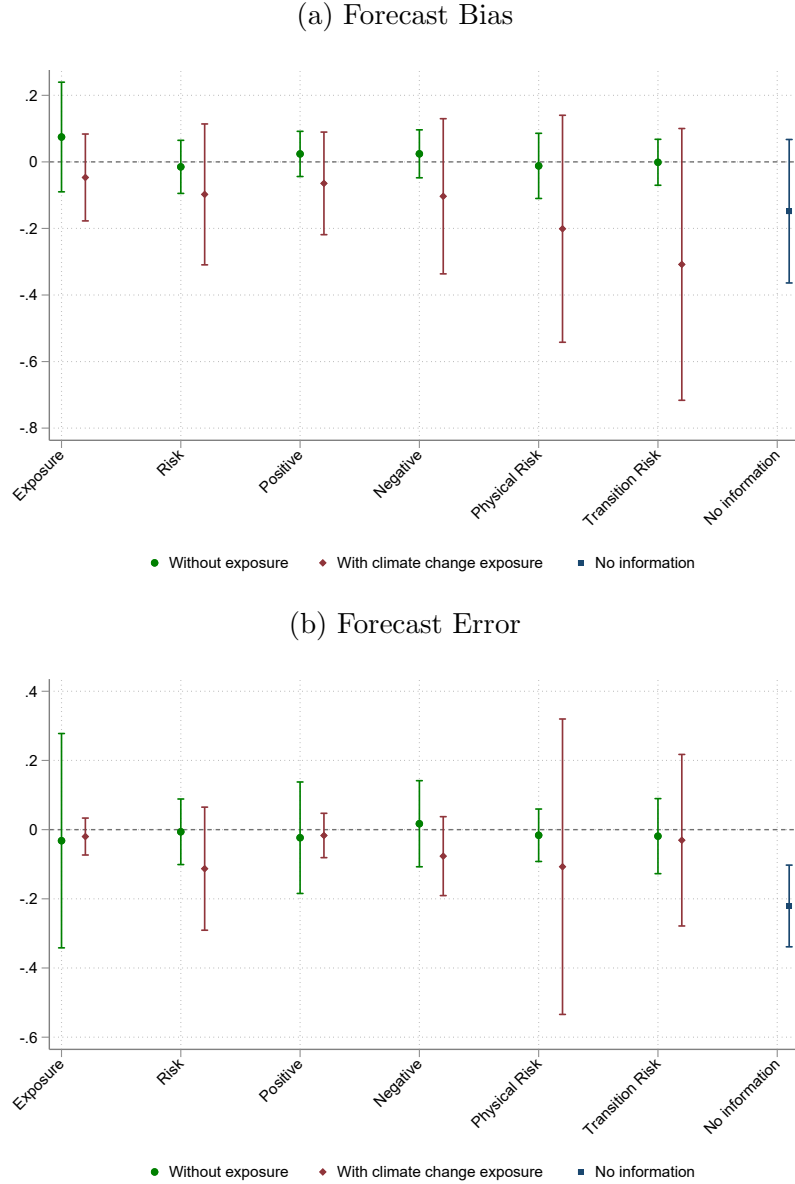 (a) Forecast Bias
.2
0
-.2
-.4
-.6
-.8
Exposure
Risk
Positive
Negative
Physical Risk
Transition Risk
No information
Without exposure With climate change exposure No information
(b) Forecast Error
.4
.2
0
-.2
-.4
-.6
Exposure
Risk
Positive
Negative
Physical Risk
Transition Risk
No information
Without exposure With climate change exposure No information